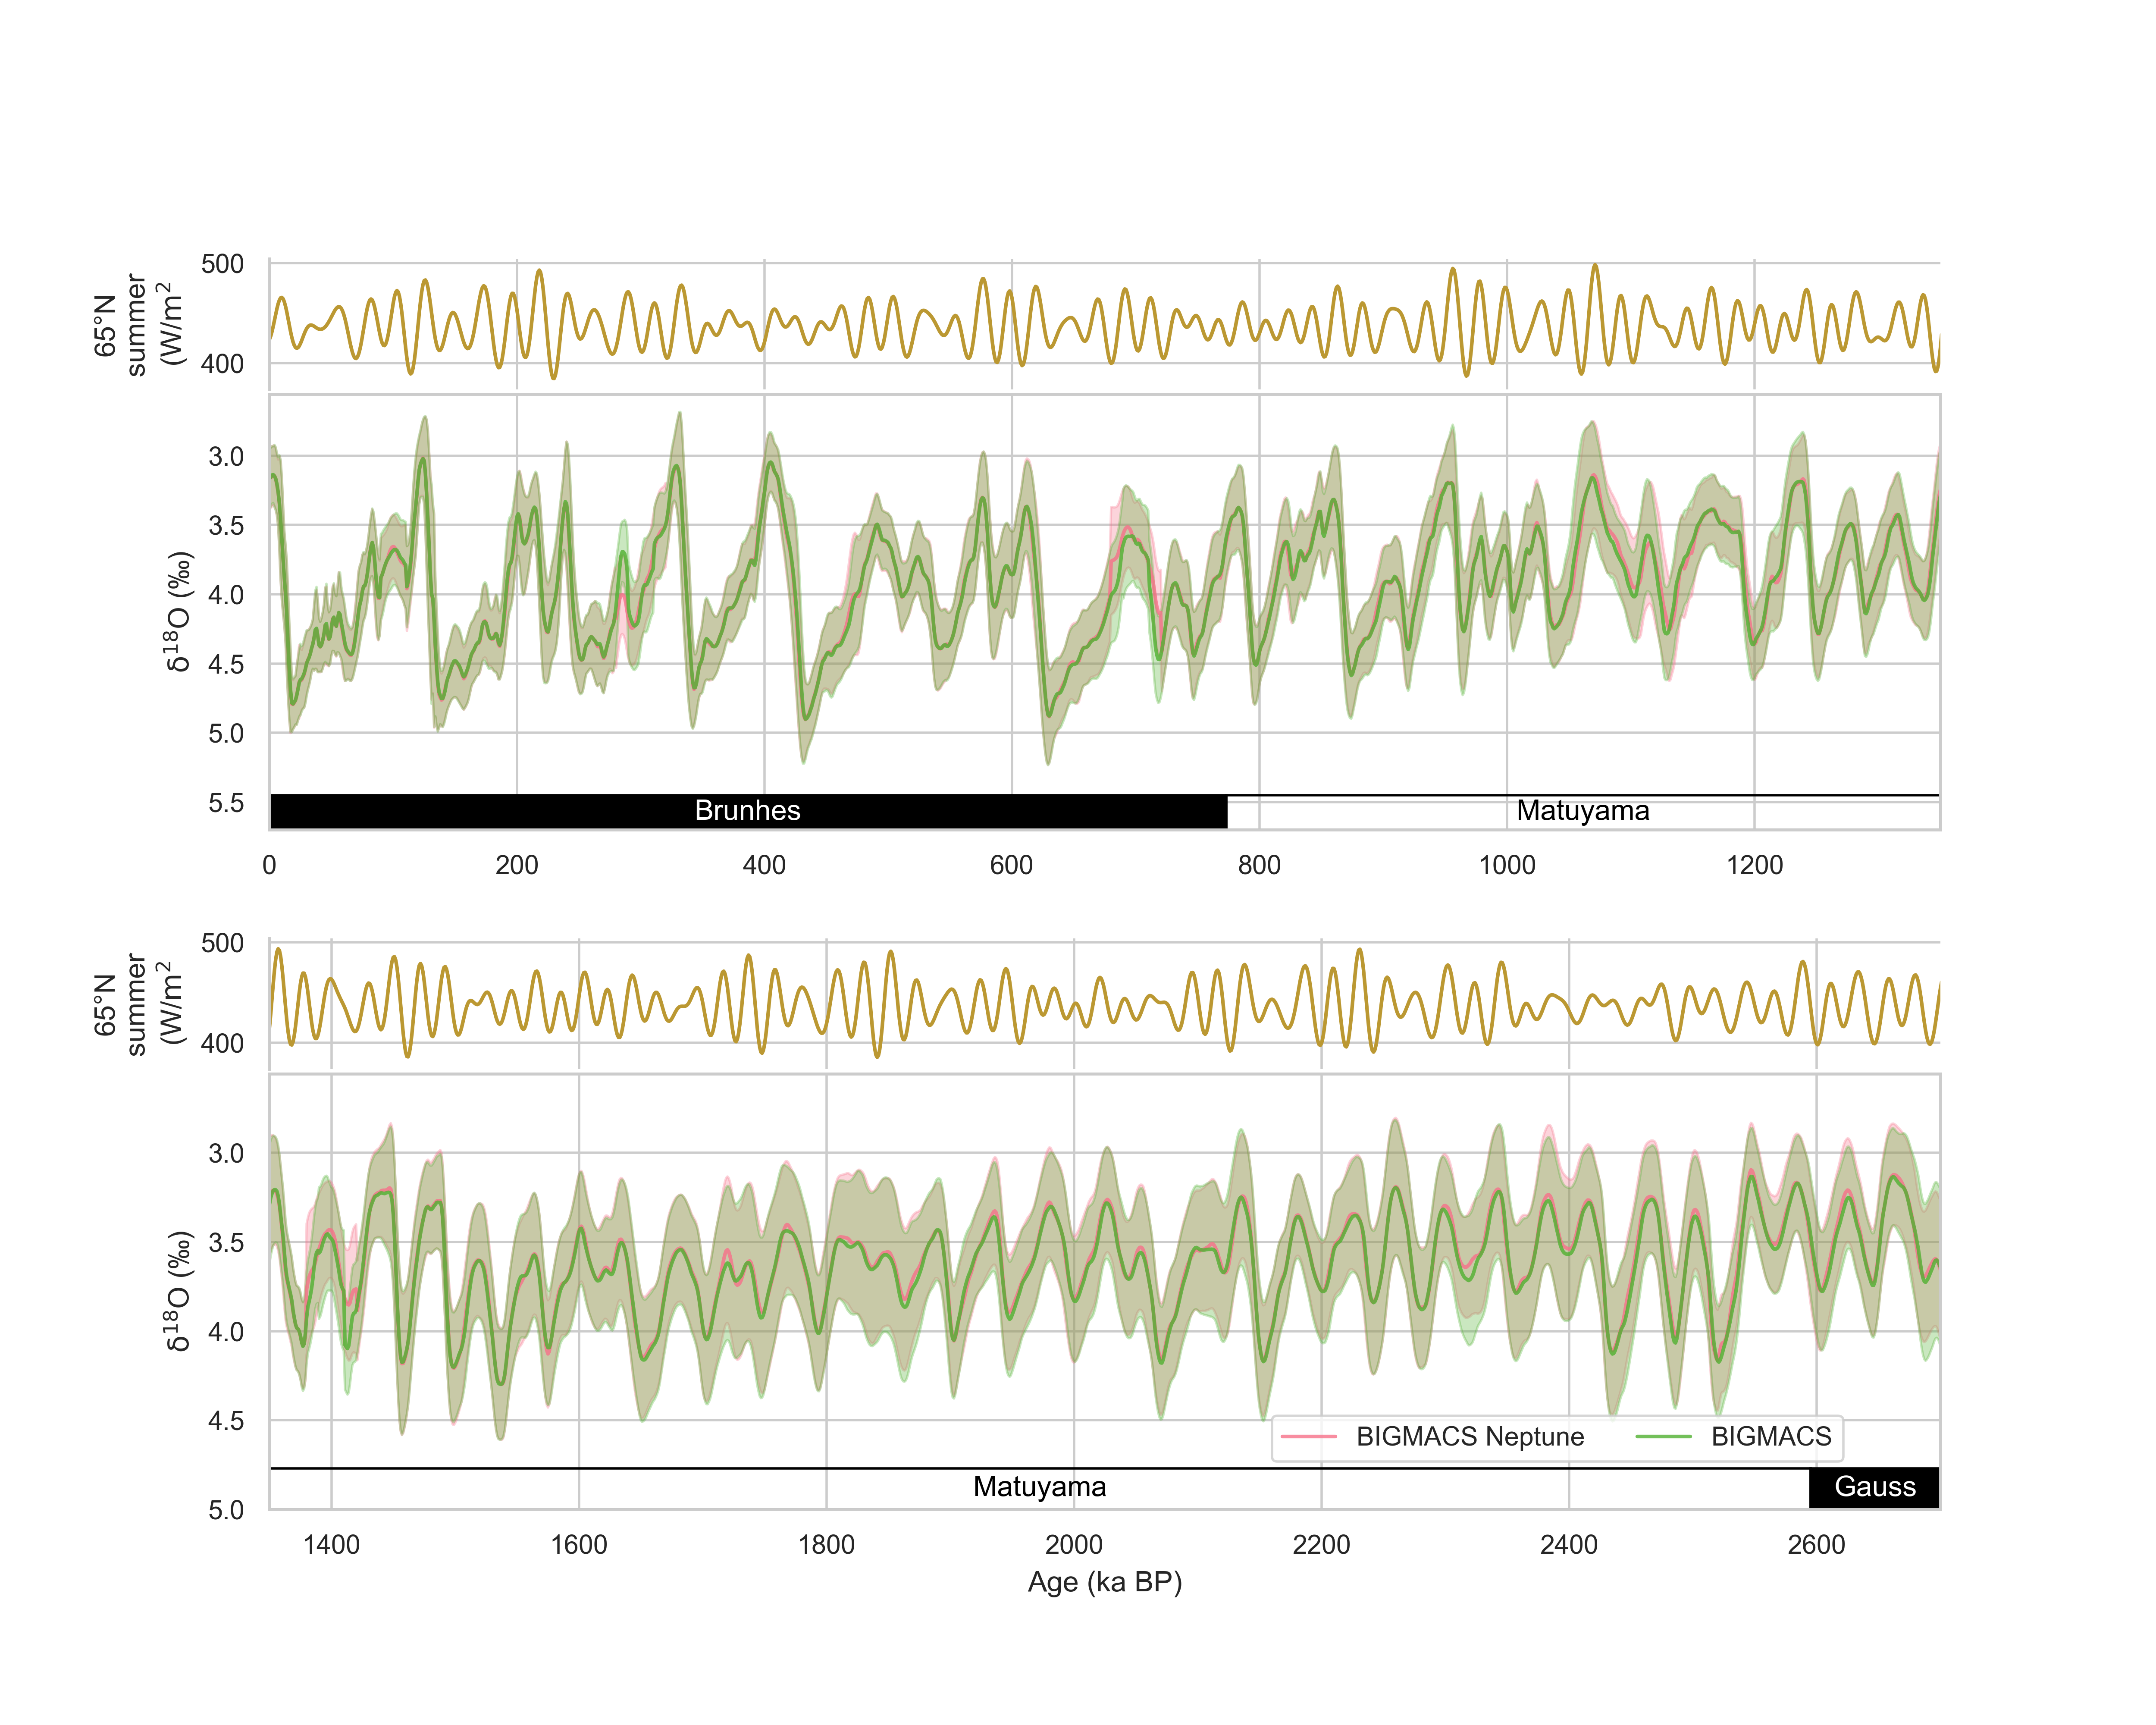 65°N
summer
(W/m²
500
400
δ¹⁸O (‰)
3.0
3.5
4.0
4.5
5.0
5.5
Brunhes
Matuyama
0 200 400 600 800 1000 1200
65°N
summer
(W/m²
500
400
δ¹⁸O (‰)
3.0
3.5
4.0
4.5
5.0
BIGMACS Neptune BIGMACS
Matuyama
Gauss
1400 1600 1800 2000 2200 2400 2600
Age (ka BP)